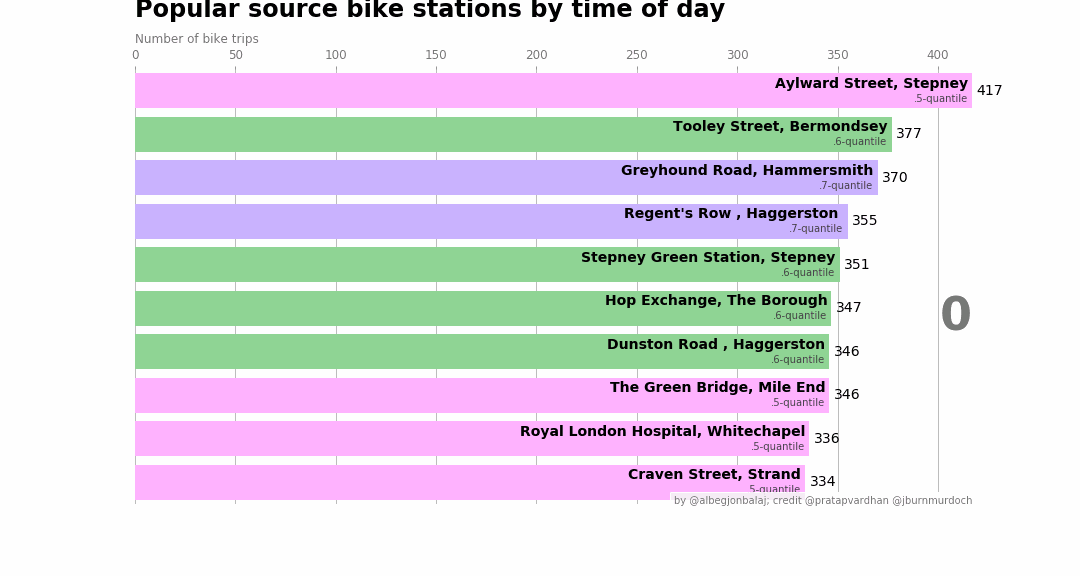 Popular source bike stations by time of day
Number of bike trips
0 50 100 150 200 250 300 350 400
Aylward Street, Stepney
.5-quantile
417
Tooley Street, Bermondsey
.6-quantile
377
Greyhound Road, Hammersmith
.7-quantile
370
Regent's Row , Haggerston
.7-quantile
355
Stepney Green Station, Stepney
.6-quantile
351
Hop Exchange, The Borough
.6-quantile
347
0
Dunston Road , Haggerston
.6-quantile
346
The Green Bridge, Mile End
.5-quantile
346
Royal London Hospital, Whitechapel
.5-quantile
336
Craven Street, Strand
.5-quantile
334
by @albegjonbalaj; credit @pratapvardhan @jburnmurdoch